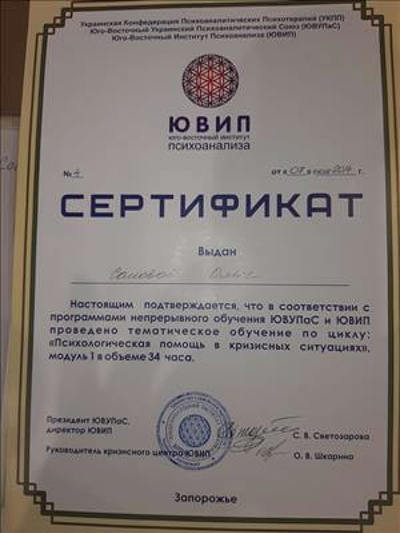 Украинская Конфедерация Психоаналитических Психотерапий (УКПП)
Юго-Восточный Украинский Психоаналитический Союз (ЮВУПаС)
Юго-Восточный Институт Психоанализа (ЮВИП)
ЮВИП
юго-восточный институт
ПСИХОАНАЛИЗА
№ 4
от « 07 » 2014 г.
СЕРТИФИКАТ
Выдан
Настоящим подтверждается, что в соответствии с
программами непрерывного обучения ЮВУПаС и ЮВИП
проведено тематическое обучение по циклу:
«Психологическая помощь в кризисных ситуациях»,
модуль 1 в объеме 34 часа.
Президент ЮВУПаС,
директор ЮВИП
С. В. Светозарова
Руководитель кризисного центра ЮВИП
О. В. Шкарина
Запорожье